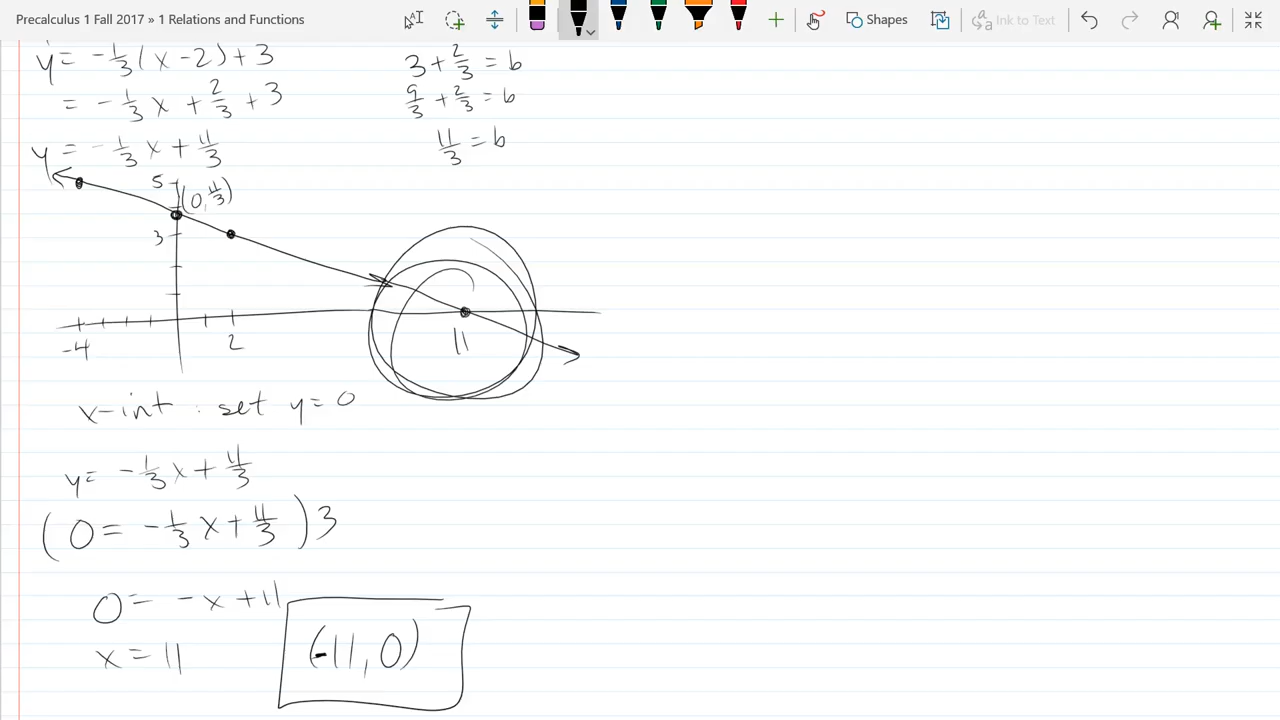 Precalculus 1 Fall 2017 » 1 Relations and Functions
Shapes
Ink to Text
y = -1/3(x-2)+3
= -1/3 x + 2/3 + 3
y = -1/3 x + 11/3
3 + 2/3 = b
9/3 + 2/3 = b
11/3 = b
5
(0, 11/3)
3
-4
2
11
x-int : set y=0
y = -1/3 x + 11/3
(0 = -1/3 x + 11/3)3
0 = -x + 11
x = 11
(-11, 0)